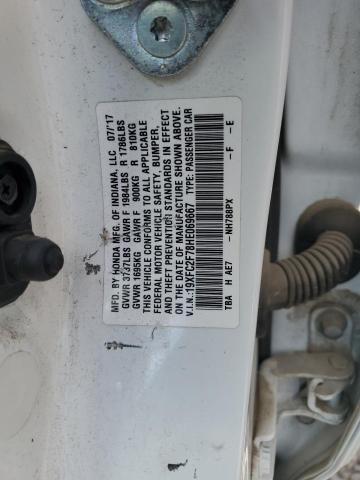 MFD. BY HONDA MFG. OF INDIANA, LLC 07/17
GVWR 3747LBS GAWR F 1984LBS R 1786LBS
GVWR 1695KG GAWR F 900KG R 810KG
THIS VEHICLE CONFORMS TO ALL APPLICABLE
FEDERAL MOTOR VEHICLE SAFETY, BUMPER,
AND THEFT PREVENTION STANDARDS IN EFFECT
ON THE DATE OF MANUFACTURE SHOWN ABOVE.
V.I.N.: 19XFC2F78HE069667 TYPE: PASSENGER CAR
TBA H AE7 – NH788PX – F – E